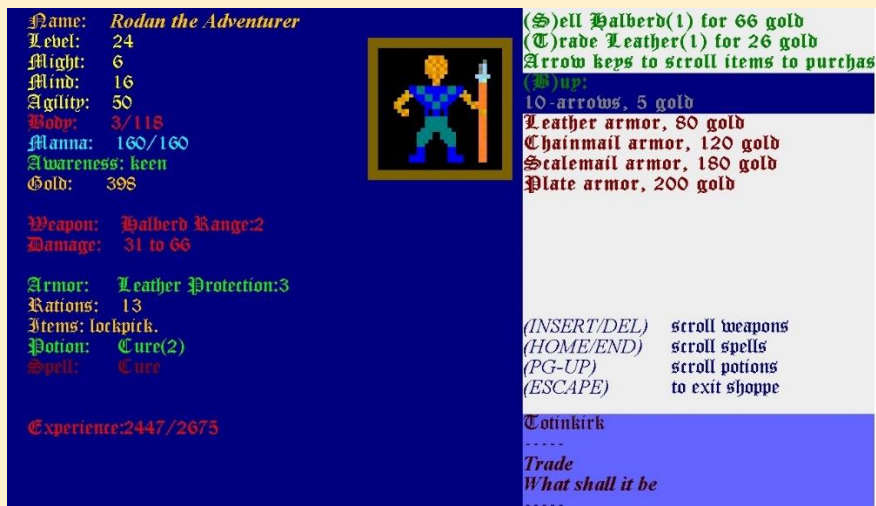 Name: Rodan the Adventurer
Level: 24
Might: 6
Mind: 16
Agility: 50
Body: 3/118
Manna: 160/160
Awareness: keen
Gold: 398
Weapon: Halberd Range:2
Damage: 31 to 66
Armor: Leather Protection:3
Rations: 13
Items: lockpick.
Potion: Cure(2)
Spell: Cure
Experience:2447/2675
(S)ell Halberd(1) for 66 gold
(T)rade Leather(1) for 26 gold
Arrow keys to scroll items to purchas
(B)uy:
10-arrows, 5 gold
Leather armor, 80 gold
Chainmail armor, 120 gold
Scalemail armor, 180 gold
Plate armor, 200 gold
(INSERT/DEL) scroll weapons
(HOME/END) scroll spells
(PG-UP) scroll potions
(ESCAPE) to exit shoppe
Totinkirk
-----
Trade
What shall it be
-----